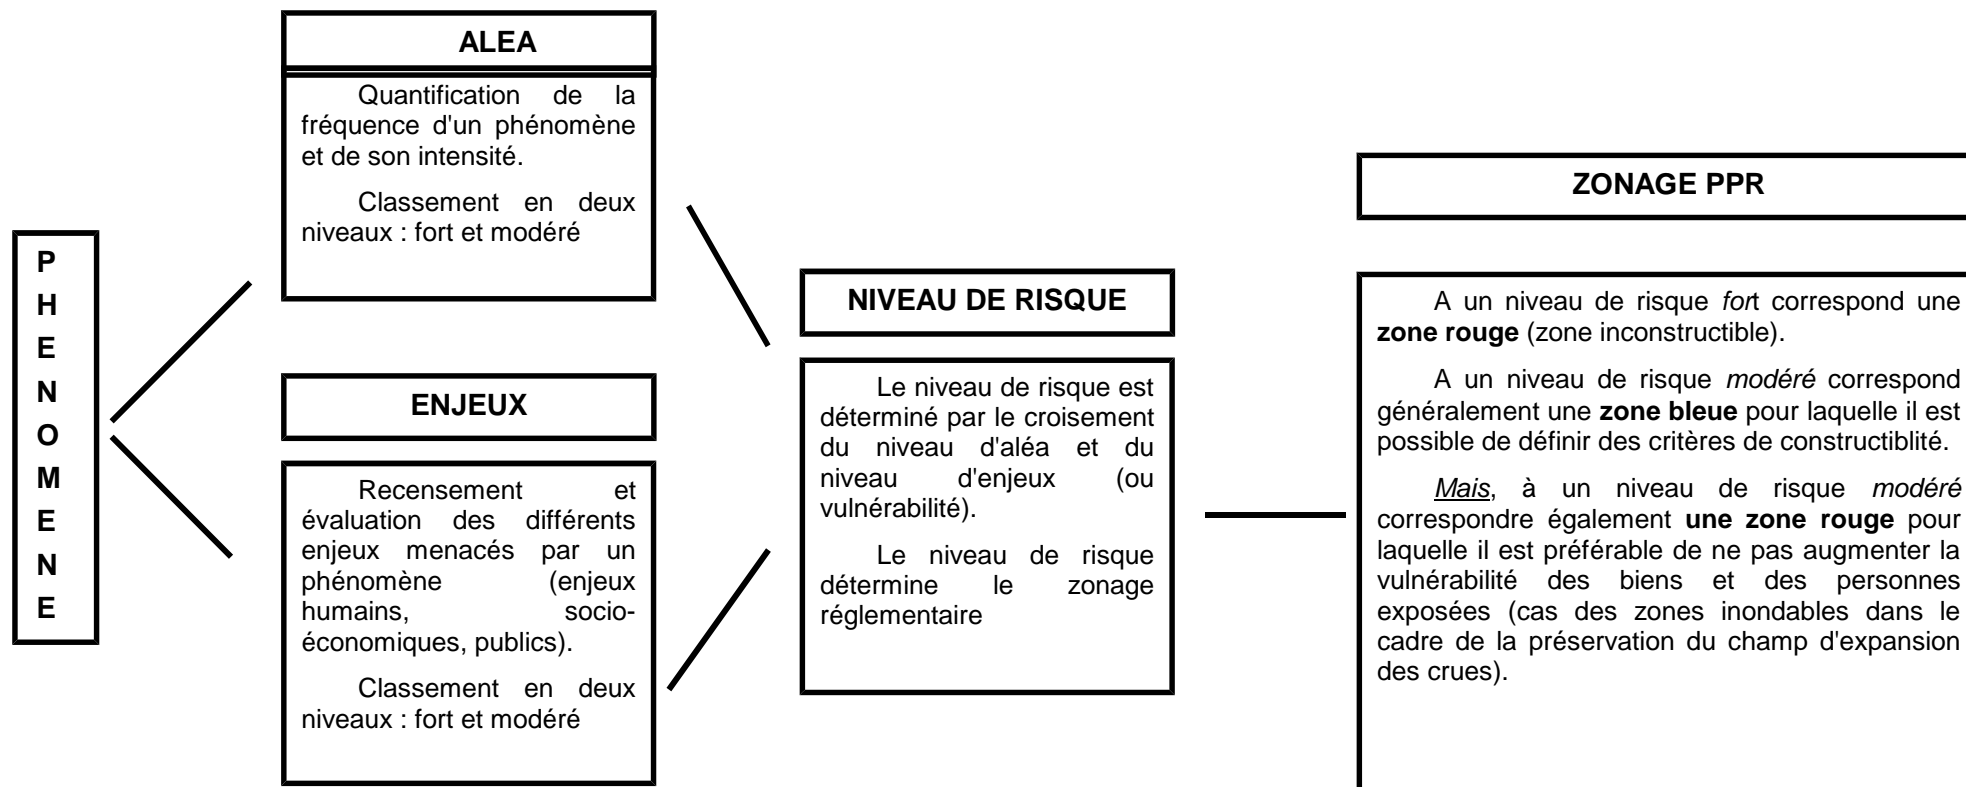 P
H
E
N
O
M
E
N
E
ALEA
Quantification de la
fréquence d'un phénomène
et de son intensité.
Classement en deux
niveaux : fort et modéré
ENJEUX
Recensement et
évaluation des différents
enjeux menacés par un
phénomène (enjeux
humains, socio-
économiques, publics).
Classement en deux
niveaux : fort et modéré
NIVEAU DE RISQUE
Le niveau de risque est
déterminé par le croisement
du niveau d'aléa et du
niveau d'enjeux (ou
vulnérabilité).
Le niveau de risque
détermine le zonage
réglementaire
ZONAGE PPR
A un niveau de risque fort correspond une
zone rouge (zone inconstructible).
A un niveau de risque modéré correspond
généralement une zone bleue pour laquelle il est
possible de définir des critères de constructiblité.
Mais, à un niveau de risque modéré
correspondre également une zone rouge pour
laquelle il est préférable de ne pas augmenter la
vulnérabilité des biens et des personnes
exposées (cas des zones inondables dans le
cadre de la préservation du champ d'expansion
des crues).